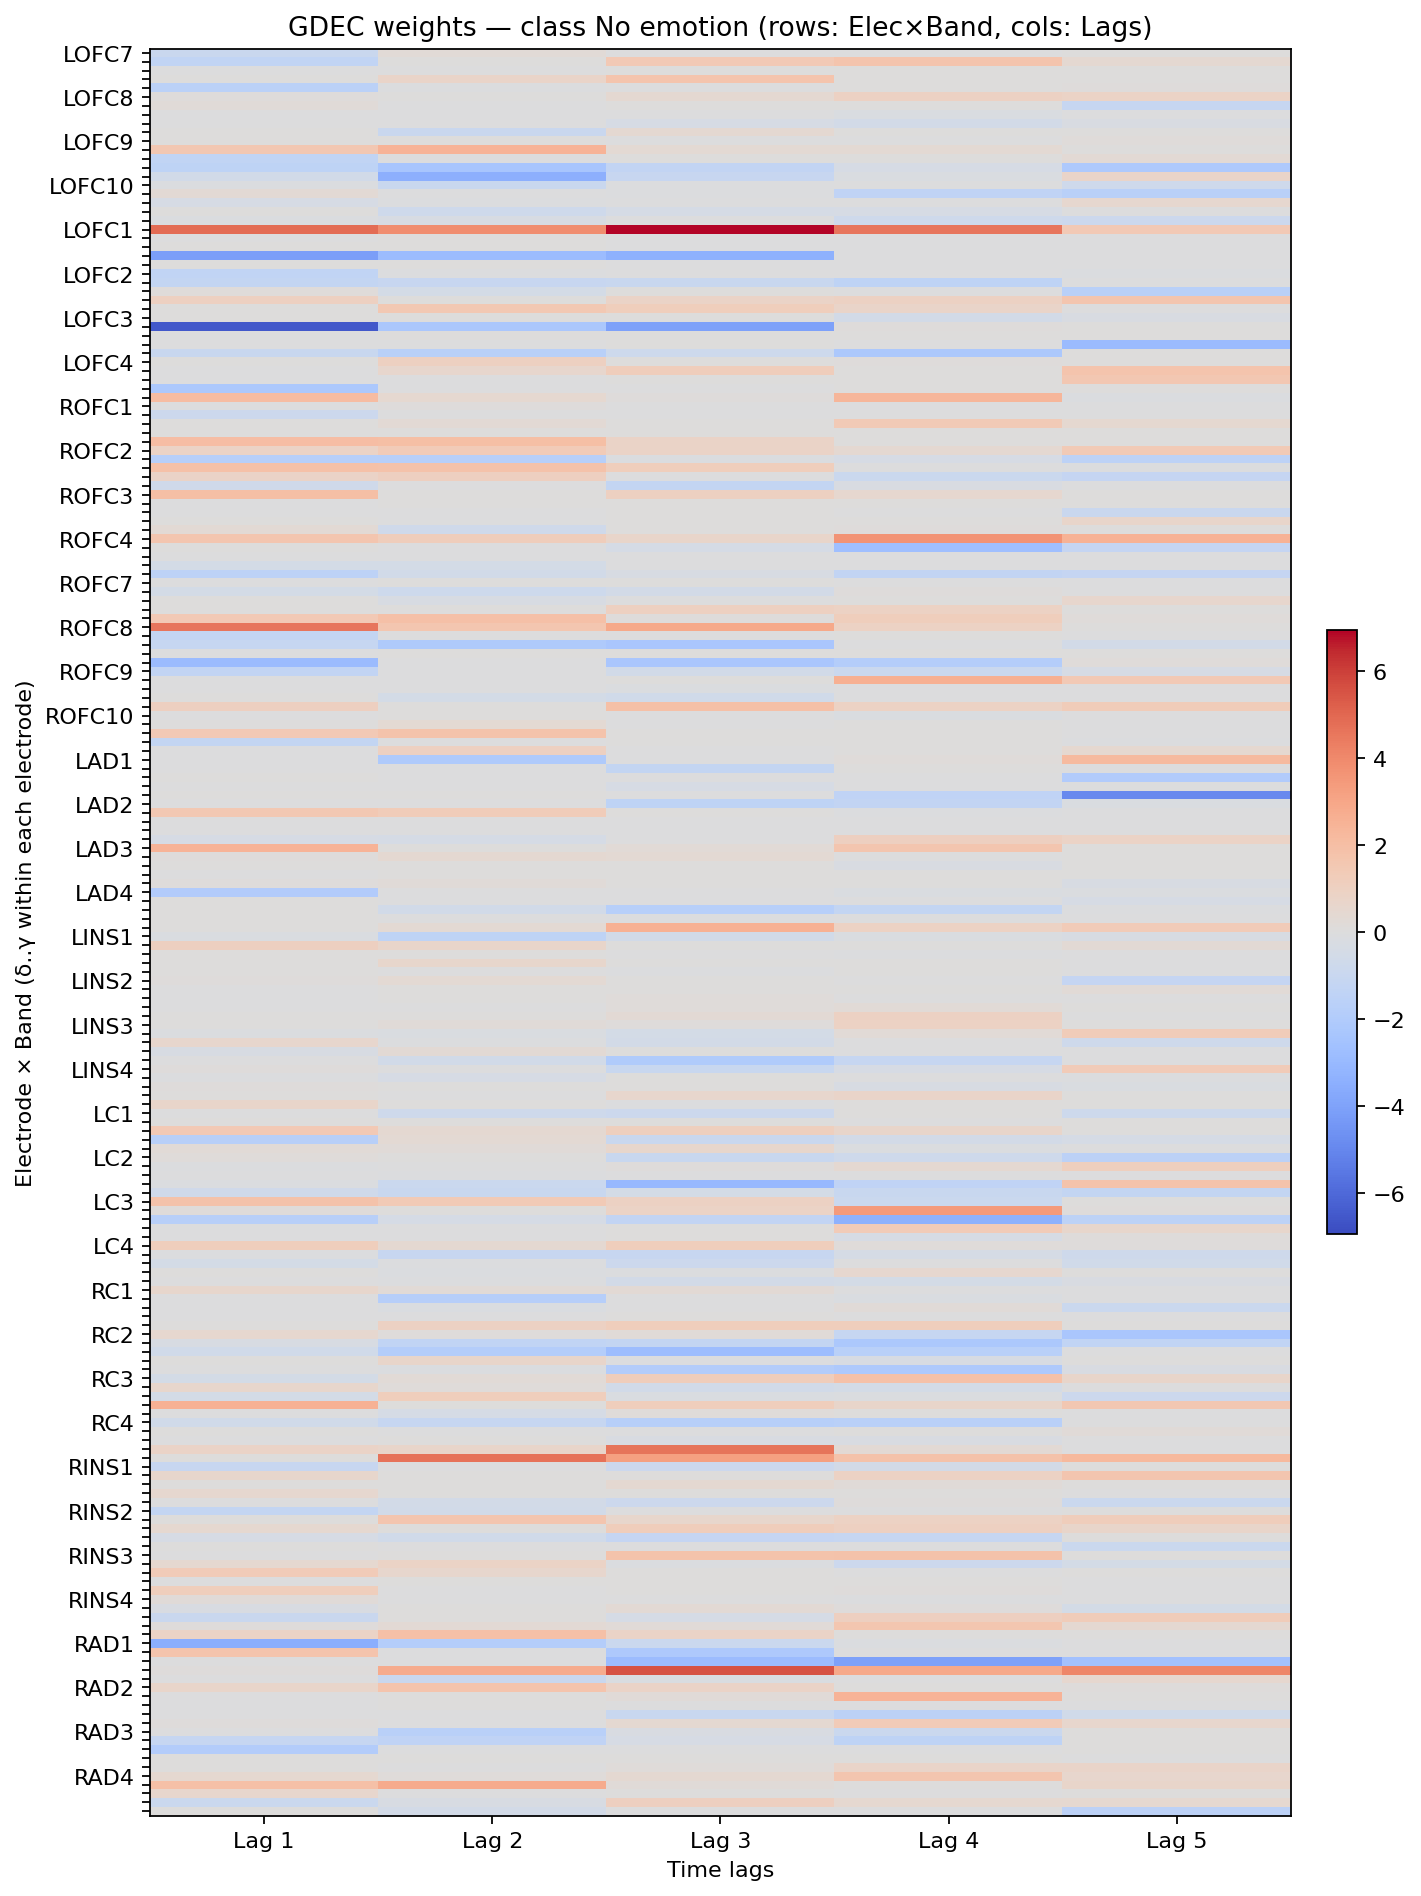 GDEC weights — class No emotion (rows: Elec×Band, cols: Lags)
LOFC7
LOFC8
LOFC9
LOFC10
LOFC1
LOFC2
LOFC3
LOFC4
ROFC1
ROFC2
ROFC3
ROFC4
ROFC7
ROFC8
ROFC9
ROFC10
LAD1
LAD2
LAD3
LAD4
LINS1
LINS2
LINS3
LINS4
LC1
LC2
LC3
LC4
RC1
RC2
RC3
RC4
RINS1
RINS2
RINS3
RINS4
RAD1
RAD2
RAD3
RAD4
Electrode × Band (δ..γ within each electrode)
Lag 1
Lag 2
Lag 3
Lag 4
Lag 5
Time lags
6
4
2
0
−2
−4
−6